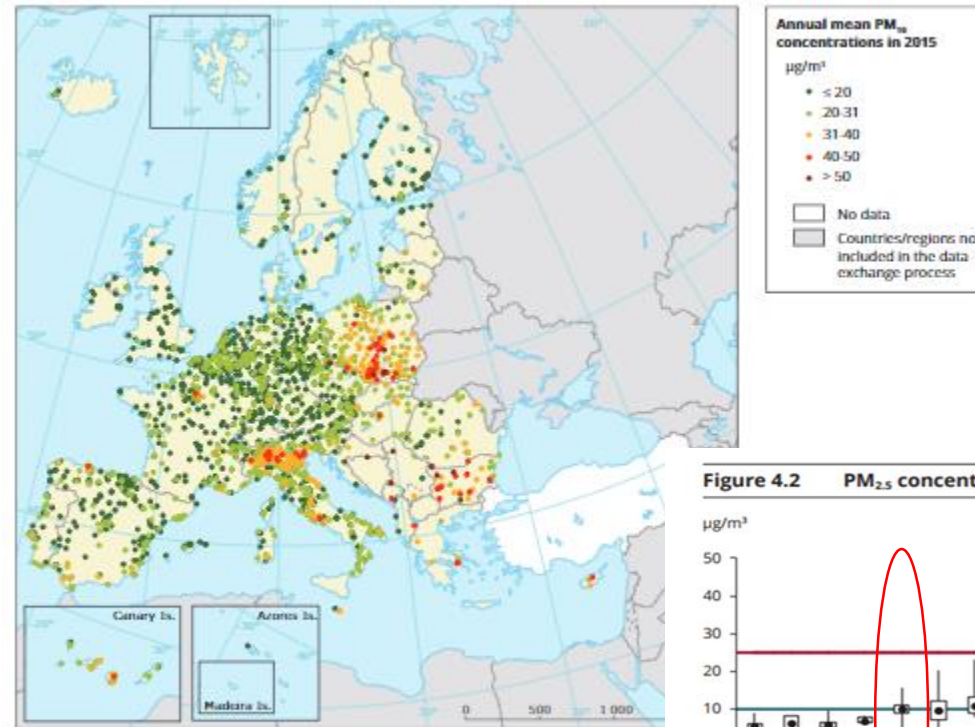 Annual mean PM₁₀
concentrations in 2015
µg/m³
≤ 20
20-31
31-40
40-50
> 50
No data
Countries/regions no
included in the data
exchange process
Canary Is.
Azores Is.
Madeira Is.
0 500 1 000
Figure 4.2 PM₂.₅ concent
µg/m³
50
40
30
20
10